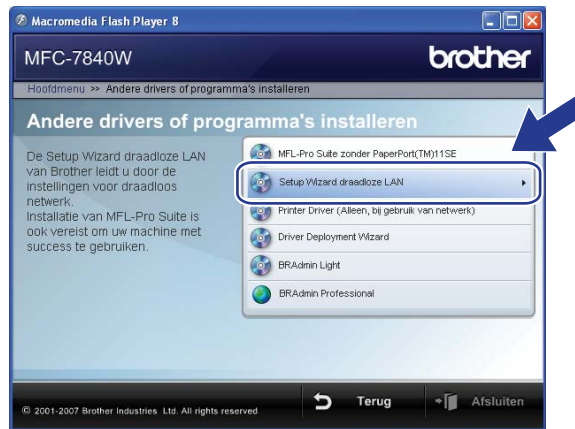 Macromedia Flash Player 8
MFC-7840W
brother
Hoofdmenu >> Andere drivers of programma's installeren
Andere drivers of programma's installeren
De Setup Wizard draadloze LAN
van Brother leidt u door de
instellingen voor draadloos
netwerk.
Installatie van MFL-Pro Suite is
ook vereist om uw machine met
success te gebruiken.
MFL-Pro Suite zonder PaperPort(TM)11SE
Setup Wizard draadloze LAN
Printer Driver (Alleen, bij gebruik van netwerk)
Driver Deployment Wizard
BRAdmin Light
BRAdmin Professional
© 2001-2007 Brother Industries Ltd. All rights reserved
Terug
Afsluiten